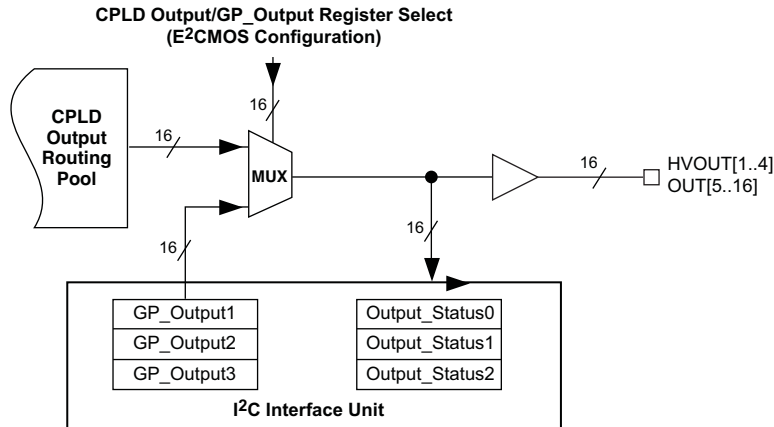 CPLD Output/GP_Output Register Select
(E²CMOS Configuration)
CPLD
Output
Routing
Pool
16
16
MUX
16
16
16
HVOUT[1..4]
OUT[5..16]
GP_Output1
GP_Output2
GP_Output3
Output_Status0
Output_Status1
Output_Status2
I²C Interface Unit